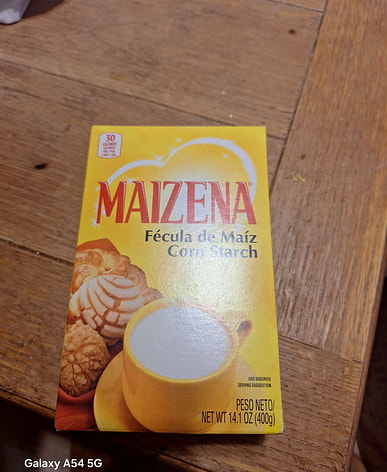 30
CALORIES
MAIZENA
Fécula de Maíz
Corn Starch
USO SUGERIDO
SERVING SUGGESTION
PESO NETO/
NET WT 14.1 OZ (400g)
Galaxy A54 5G